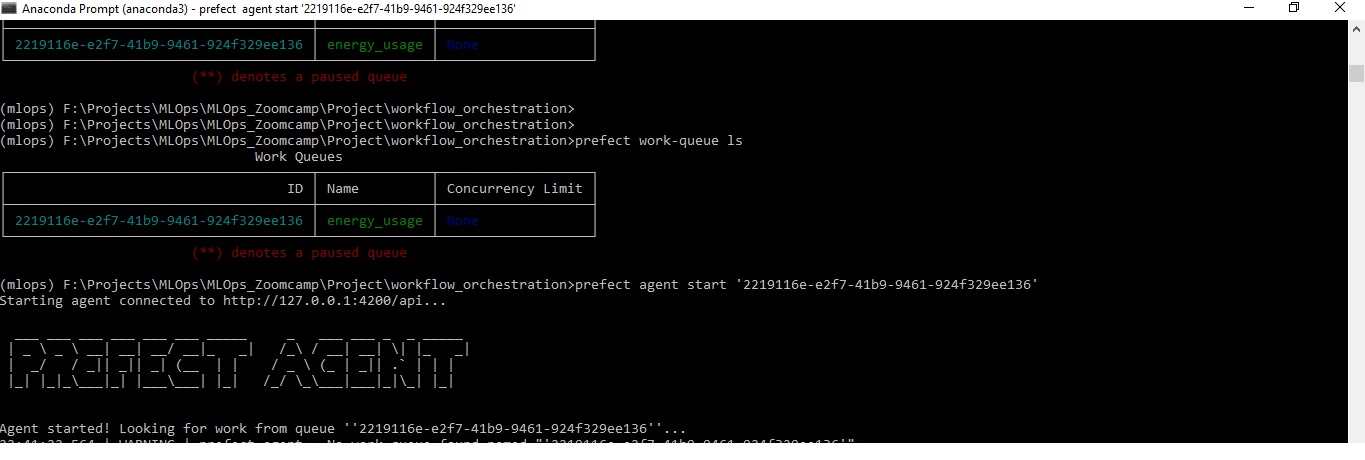 Anaconda Prompt (anaconda3) - prefect  agent start '2219116e-e2f7-41b9-9461-924f329ee136'
2219116e-e2f7-41b9-9461-924f329ee136 energy_usage None
(**) denotes a paused queue
(mlops) F:\Projects\MLOps\MLOps_Zoomcamp\Project\workflow_orchestration>
(mlops) F:\Projects\MLOps\MLOps_Zoomcamp\Project\workflow_orchestration>
(mlops) F:\Projects\MLOps\MLOps_Zoomcamp\Project\workflow_orchestration>prefect work-queue ls
Work Queues
ID Name Concurrency Limit
2219116e-e2f7-41b9-9461-924f329ee136 energy_usage None
(**) denotes a paused queue
(mlops) F:\Projects\MLOps\MLOps_Zoomcamp\Project\workflow_orchestration>prefect agent start '2219116e-e2f7-41b9-9461-924f329ee136'
Starting agent connected to http://127.0.0.1:4200/api...
PREFECT AGENT
Agent started! Looking for work from queue ''2219116e-e2f7-41b9-9461-924f329ee136''...
| WARNING | prefect.agent - No work queue found named "'2219116e-e2f7-41b9-9461-924f329ee136'"